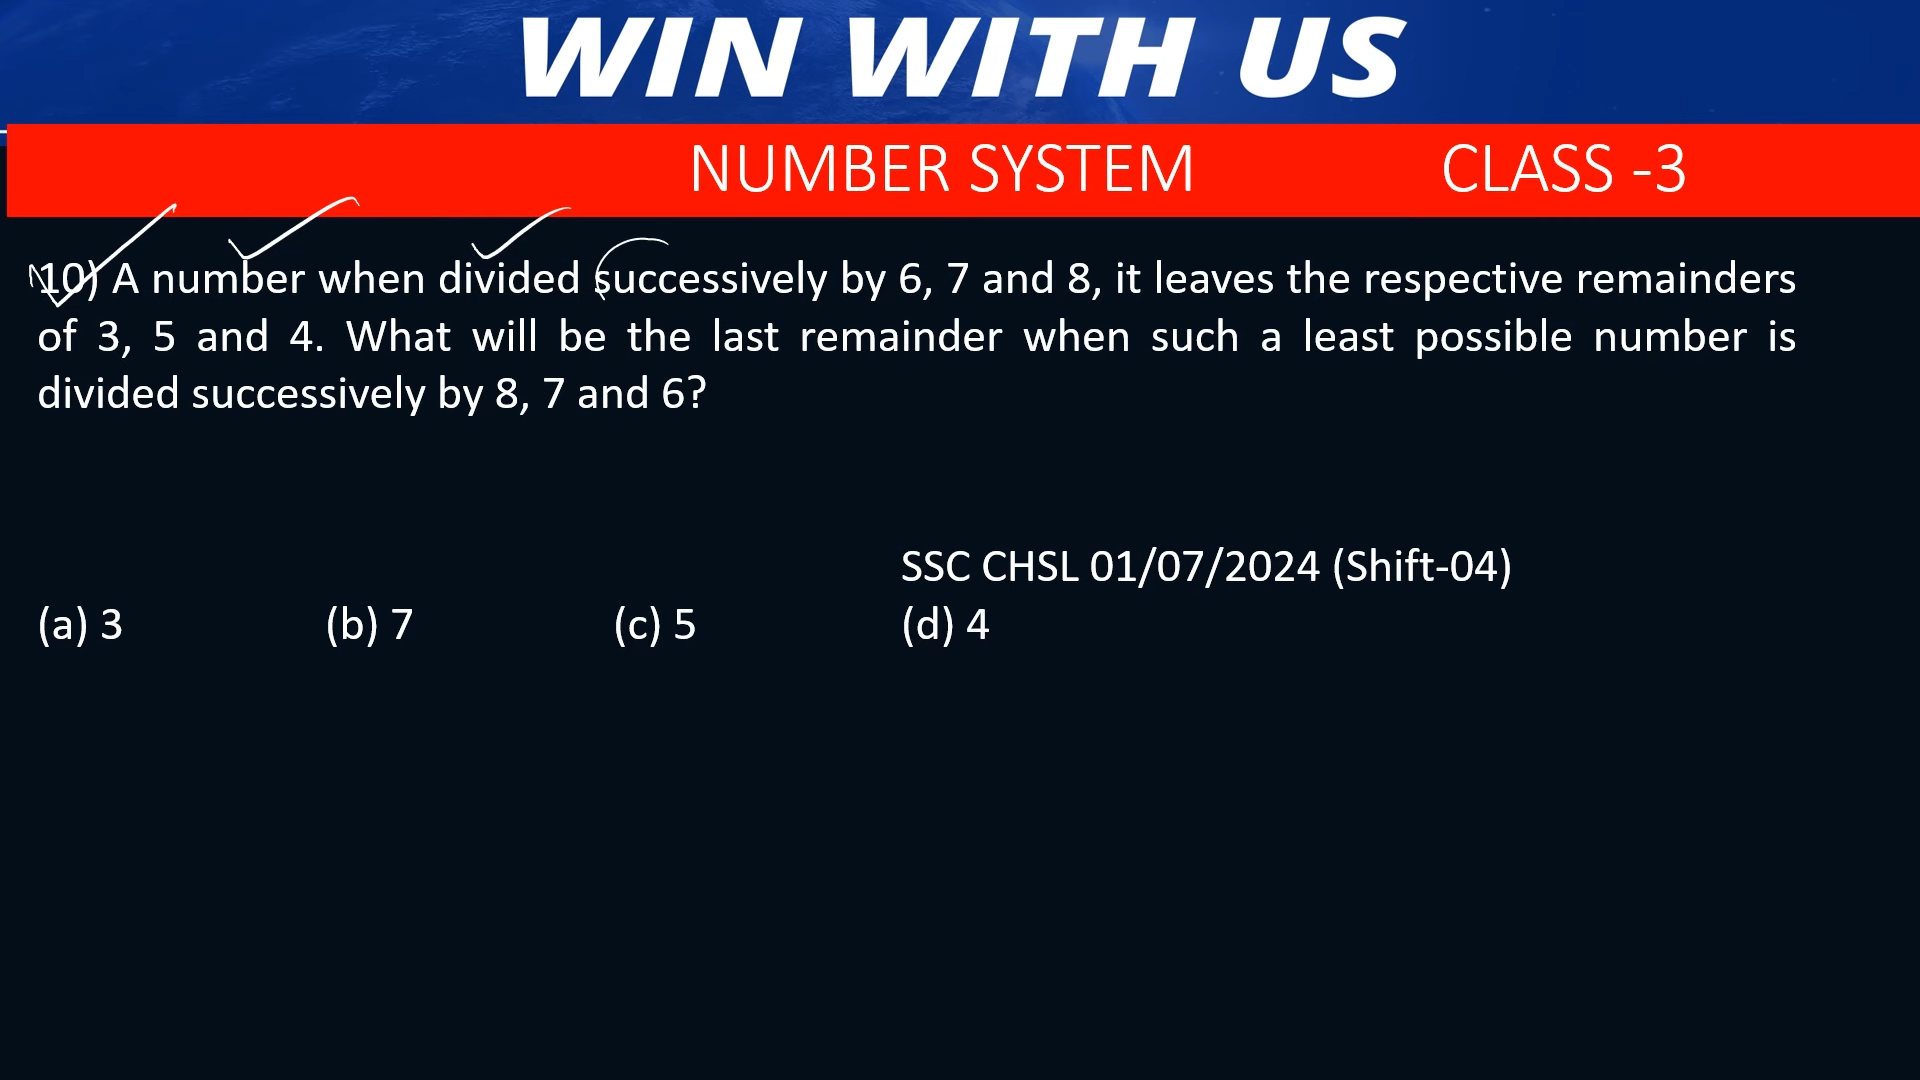 WIN WITH US
NUMBER SYSTEM CLASS -3
10) A number when divided successively by 6, 7 and 8, it leaves the respective remainders
of 3, 5 and 4. What will be the last remainder when such a least possible number is
divided successively by 8, 7 and 6?
SSC CHSL 01/07/2024 (Shift-04)
(a) 3 (b) 7 (c) 5 (d) 4